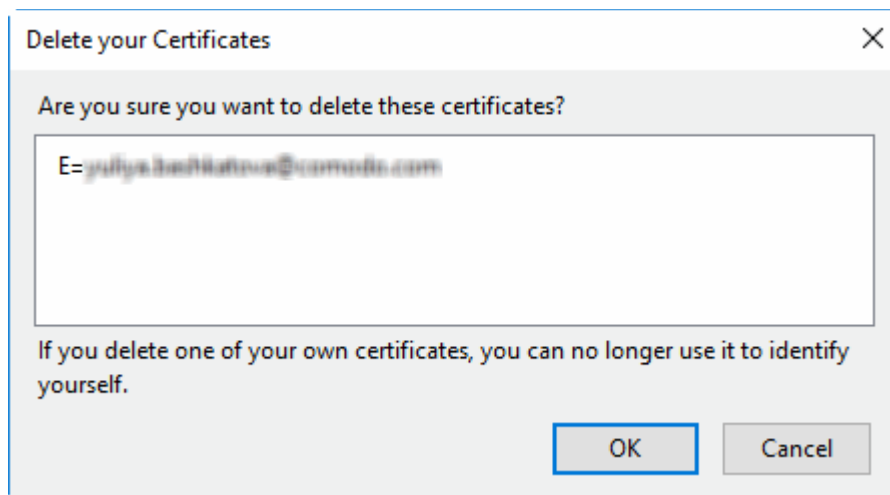 Delete your Certificates
Are you sure you want to delete these certificates?
E=
If you delete one of your own certificates, you can no longer use it to identify
yourself.
OK
Cancel